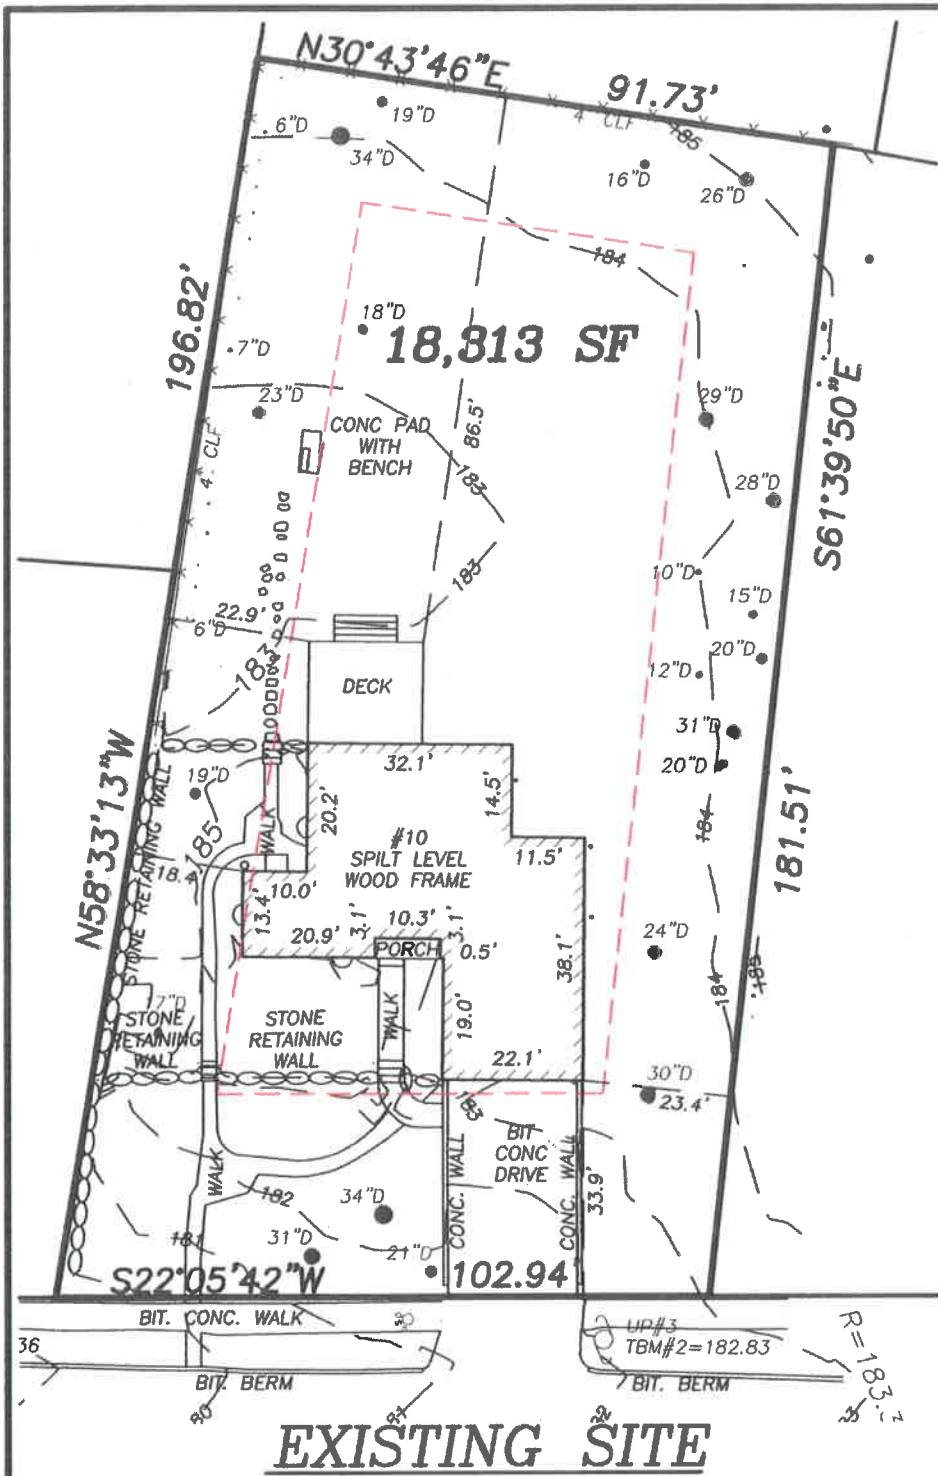 N30°43'46"E
91.73'
19"D
6"D
34"D
4 CLF
185
16"D
26"D
184
196.82'
18"D
18,313 SF
7"D
23"D
29"D
S61°39'50"E
CONC PAD
WITH
BENCH
86.5'
4' CLF
183
28"D
183
10"D
15"D
22.9'
6"D
183
20"D
12"D
DECK
31"D
20"D
32.1'
14.5'
20.2'
19"D
N58°33'13"W
STONE RETAINING WALL
WALK
185
#10
SPILT LEVEL
WOOD FRAME
11.5'
184
181.51'
18.4'
10.0'
13.4'
20.9'
3.1'
10.3'
3.1'
PORCH
0.5'
38.1'
24"D
184
185
17"D
STONE
RETAINING
WALL
STONE
RETAINING
WALL
WALK
19.0'
22.1'
30"D
23.4'
183
BIT
CONC
DRIVE
CONC. WALL
CONC. WALL
33.9'
WALK
182
34"D
181
31"D
21"D
S22°05'42"W
102.94'
BIT. CONC. WALK
36
UP#3
TBM#2=182.83
BIT. BERM
BIT. BERM
R=183.
EXISTING SITE